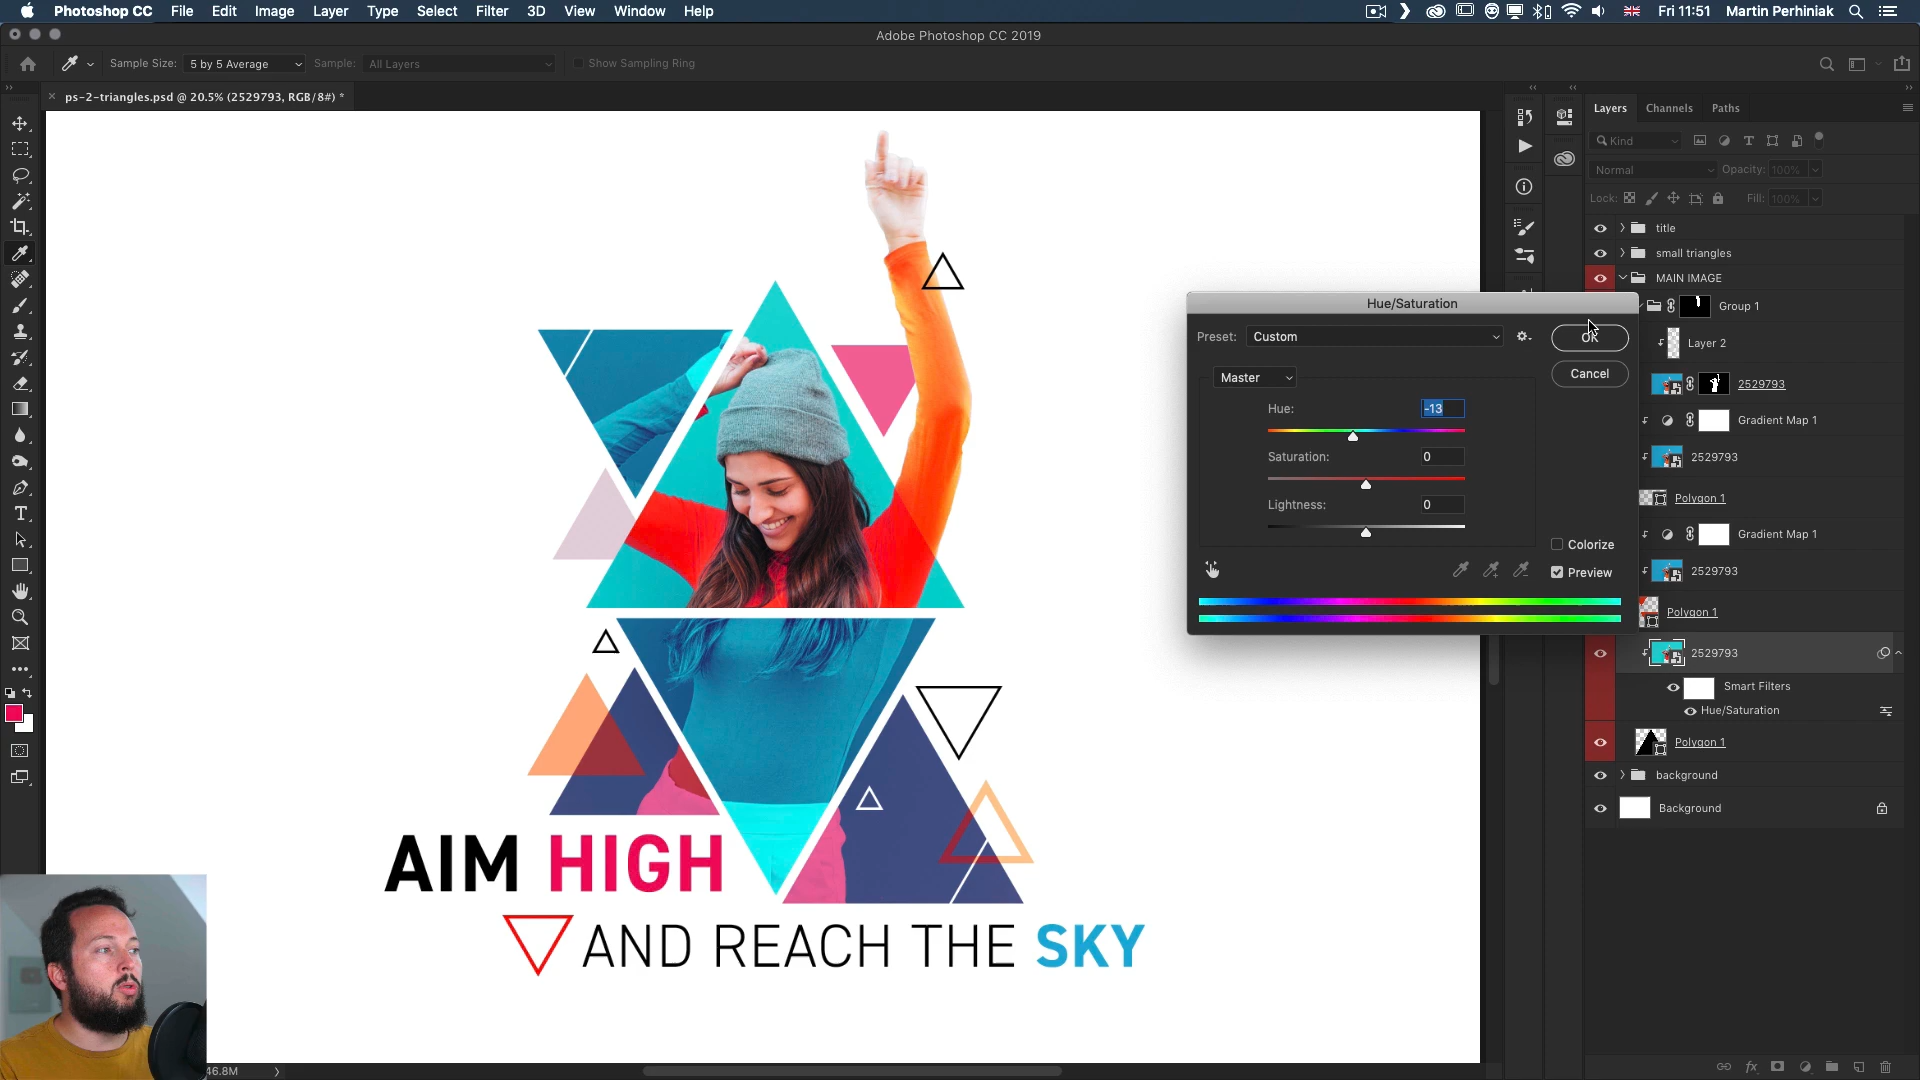 Photoshop CC File Edit Image Layer Type Select Filter 3D View Window Help Fri 11:51 Martin Perhiniak
Adobe Photoshop CC 2019
Sample Size: 5 by 5 Average Sample: All Layers Show Sampling Ring
ps-2-triangles.psd @ 20.5% (2529793, RGB/8#) *
Layers Channels Paths
Kind
Normal Opacity: 100%
Lock: Fill: 100%
title
small triangles
MAIN IMAGE
Group 1
Layer 2
2529793
Gradient Map 1
2529793
Polygon 1
Gradient Map 1
2529793
Polygon 1
2529793
Smart Filters
Hue/Saturation
Polygon 1
background
Background
Hue/Saturation
Preset: Custom
OK
Cancel
Master
Hue: -13
Saturation: 0
Lightness: 0
Colorize
Preview
AIM HIGH
AND REACH THE SKY
46.8M